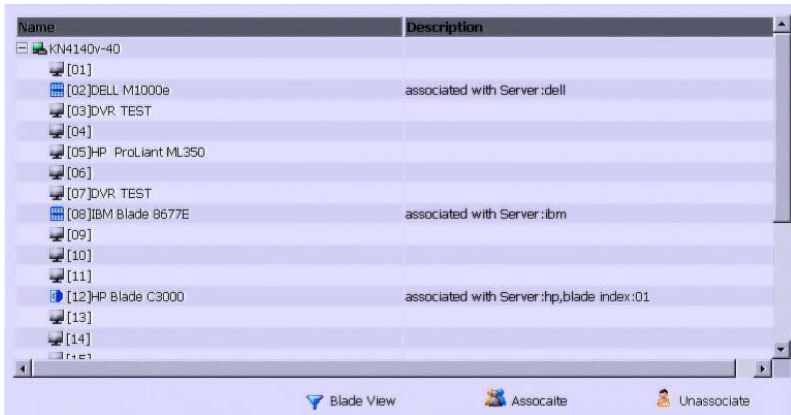 Name Description
KN4140v-40
[01]
[02]DELL M1000e associated with Server:dell
[03]DVR TEST
[04]
[05]HP ProLiant ML350
[06]
[07]DVR TEST
[08]IBM Blade 8677E associated with Server:ibm
[09]
[10]
[11]
[12]HP Blade C3000 associated with Server:hp,blade index:01
[13]
[14]
[15]
Blade View Assocaite Unassociate